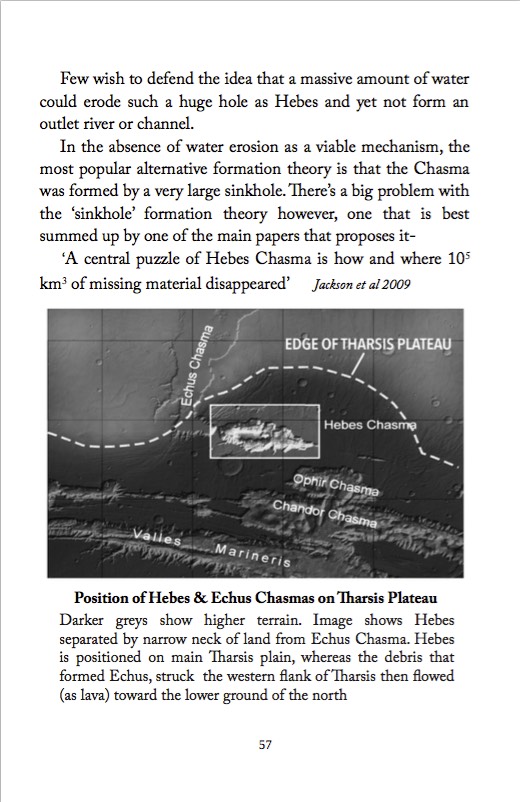 Few wish to defend the idea that a massive amount of water
could erode such a huge hole as Hebes and yet not form an
outlet river or channel.
In the absence of water erosion as a viable mechanism, the
most popular alternative formation theory is that the Chasma
was formed by a very large sinkhole. There's a big problem with
the ‘sinkhole’ formation theory however, one that is best
summed up by one of the main papers that proposes it-
‘A central puzzle of Hebes Chasma is how and where 10⁵
km³ of missing material disappeared’ Jackson et al 2009
Echus Chasma
EDGE OF THARSIS PLATEAU
Hebes Chasma
Ophir Chasma
Chandor Chasma
Valles Marineris
Position of Hebes & Echus Chasmas on Tharsis Plateau
Darker greys show higher terrain. Image shows Hebes
separated by narrow neck of land from Echus Chasma. Hebes
is positioned on main Tharsis plain, whereas the debris that
formed Echus, struck the western flank of Tharsis then flowed
(as lava) toward the lower ground of the north
57